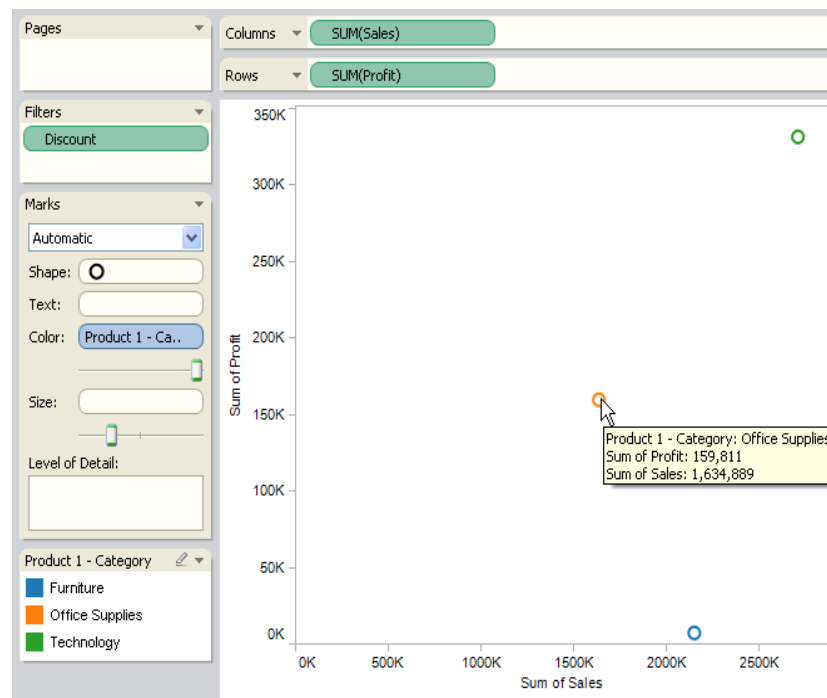 Pages
Columns
SUM(Sales)
Rows
SUM(Profit)
Filters
Discount
Marks
Automatic
Shape:
Text:
Color:
Product 1 - Ca..
Size:
Level of Detail:
Product 1 - Category
Furniture
Office Supplies
Technology
350K
300K
250K
200K
150K
100K
50K
0K
Sum of Profit
Product 1 - Category: Office Supplies
Sum of Profit: 159,811
Sum of Sales: 1,634,889
0K 500K 1000K 1500K 2000K 2500K
Sum of Sales